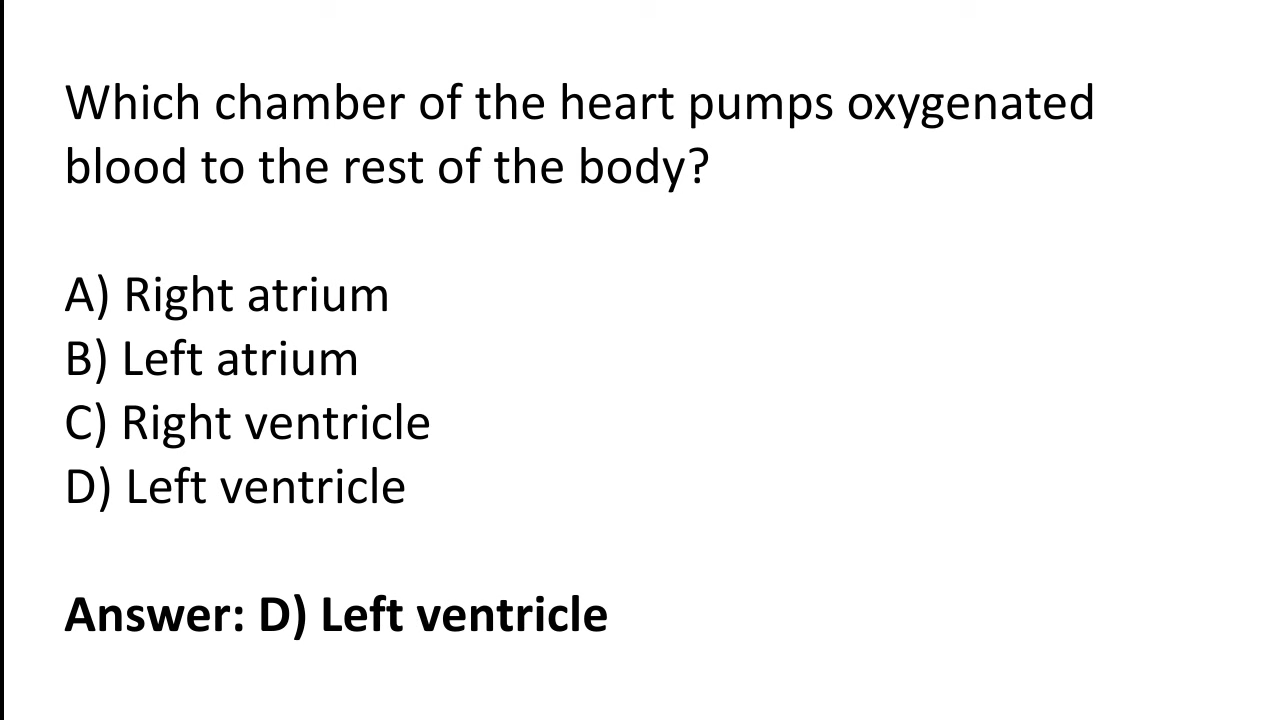 Which chamber of the heart pumps oxygenated
blood to the rest of the body?
A) Right atrium
B) Left atrium
C) Right ventricle
D) Left ventricle
Answer: D) Left ventricle